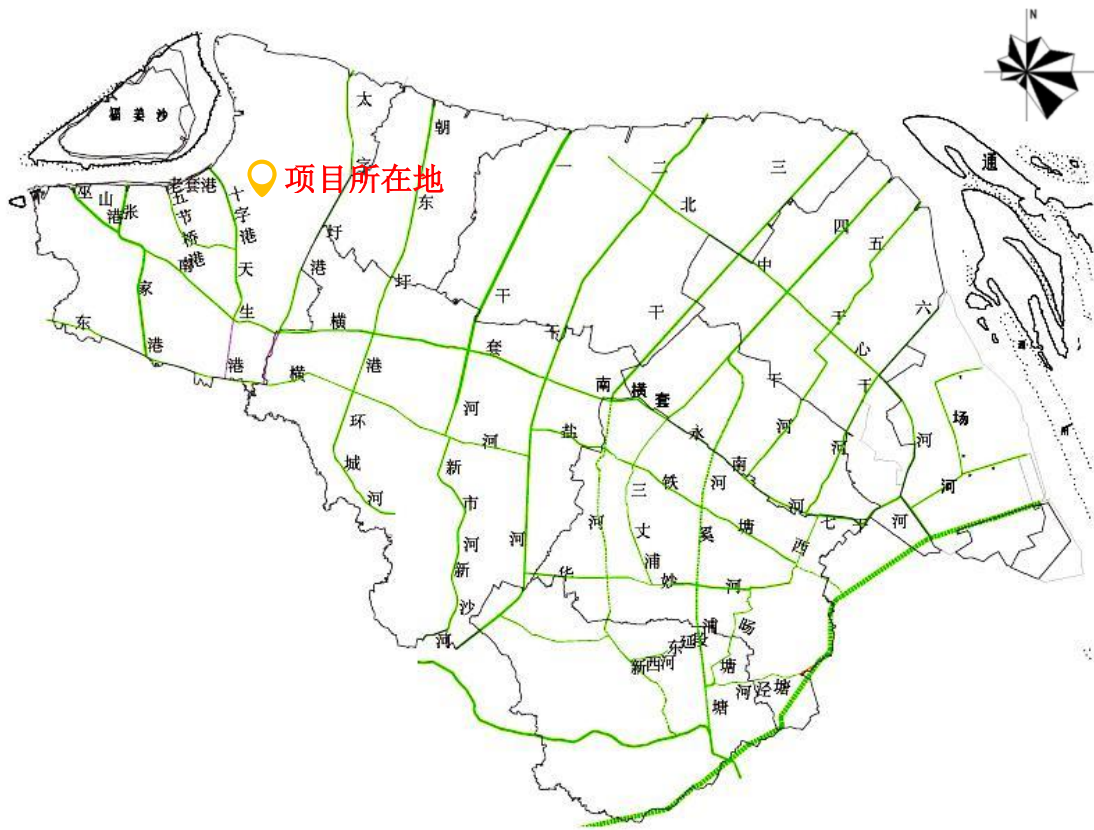 N
福姜沙
通
项目所在地
老套港
巫山港
张家港
五节桥港
十字港
南横套
天生港
太字圩港
朝东圩港
一干河
二干河
三干河
四干河
五干河
六干河
七干河
北中心河
东横河
南横套
永南河
环城河
新市河
盐铁塘
三丈浦
奚浦塘
西旸塘
华妙河
新沙河
东新西河
延段
河泾塘
场河